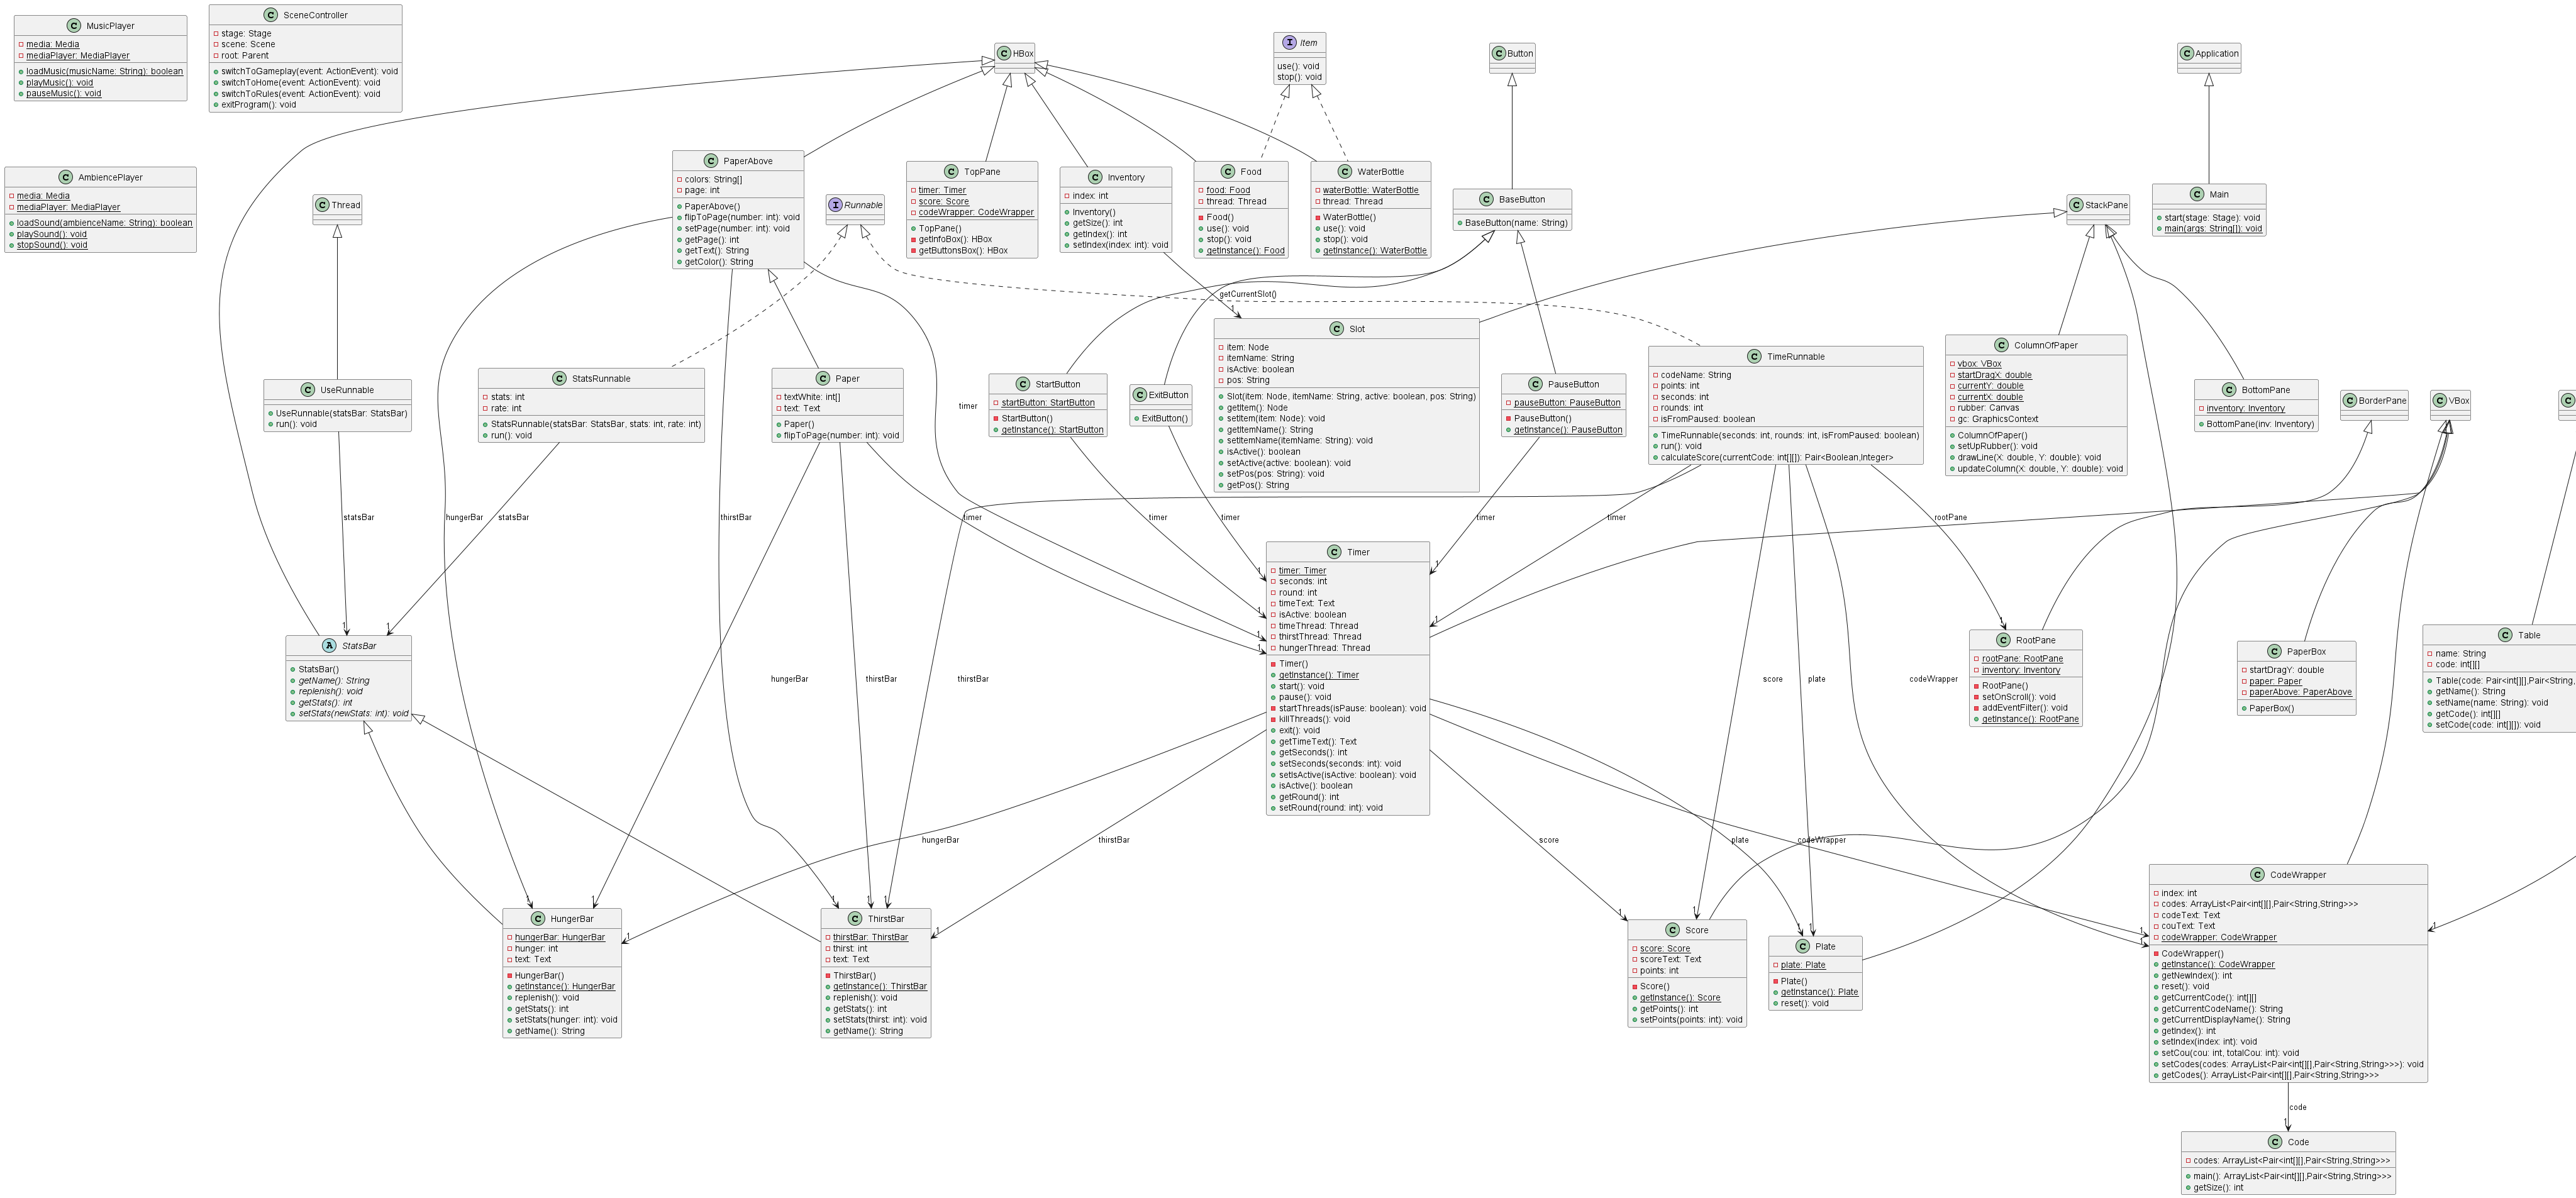 MusicPlayer
media: Media
mediaPlayer: MediaPlayer
loadMusic(musicName: String): boolean
playMusic(): void
pauseMusic(): void
SceneController
stage: Stage
scene: Scene
root: Parent
switchToGameplay(event: ActionEvent): void
switchToHome(event: ActionEvent): void
switchToRules(event: ActionEvent): void
exitProgram(): void
HBox
Item
use(): void
stop(): void
Button
Application
AmbiencePlayer
media: Media
mediaPlayer: MediaPlayer
loadSound(ambienceName: String): boolean
playSound(): void
stopSound(): void
Thread
PaperAbove
colors: String[]
page: int
PaperAbove()
flipToPage(number: int): void
setPage(number: int): void
getPage(): int
getText(): String
getColor(): String
Runnable
TopPane
timer: Timer
score: Score
codeWrapper: CodeWrapper
TopPane()
getInfoBox(): HBox
getButtonsBox(): HBox
Inventory
index: int
Inventory()
getSize(): int
getIndex(): int
setIndex(index: int): void
Food
food: Food
thread: Thread
Food()
use(): void
stop(): void
getInstance(): Food
WaterBottle
waterBottle: WaterBottle
thread: Thread
WaterBottle()
use(): void
stop(): void
getInstance(): WaterBottle
BaseButton
BaseButton(name: String)
StackPane
Main
start(stage: Stage): void
main(args: String[]): void
getCurrentSlot()
1
UseRunnable
UseRunnable(statsBar: StatsBar)
run(): void
StatsRunnable
stats: int
rate: int
StatsRunnable(statsBar: StatsBar, stats: int, rate: int)
run(): void
Paper
textWhite: int[]
text: Text
Paper()
flipToPage(number: int): void
timer
StartButton
startButton: StartButton
StartButton()
getInstance(): StartButton
ExitButton
ExitButton()
Slot
item: Node
itemName: String
isActive: boolean
pos: String
Slot(item: Node, itemName: String, active: boolean, pos: String)
getItem(): Node
setItem(item: Node): void
getItemName(): String
setItemName(itemName: String): void
isActive(): boolean
setActive(active: boolean): void
setPos(pos: String): void
getPos(): String
PauseButton
pauseButton: PauseButton
PauseButton()
getInstance(): PauseButton
TimeRunnable
codeName: String
points: int
seconds: int
rounds: int
isFromPaused: boolean
TimeRunnable(seconds: int, rounds: int, isFromPaused: boolean)
run(): void
calculateScore(currentCode: int[][]): Pair<Boolean,Integer>
ColumnOfPaper
vbox: VBox
startDragX: double
currentY: double
currentX: double
rubber: Canvas
gc: GraphicsContext
ColumnOfPaper()
setUpRubber(): void
drawLine(X: double, Y: double): void
updateColumn(X: double, Y: double): void
BottomPane
inventory: Inventory
BottomPane(inv: Inventory)
BorderPane
VBox
C
statsBar
hungerBar
statsBar
thirstBar
timer
timer
timer
timer
timer
rootPane
1
1
1
1
1
1
1
1
1
StatsBar
StatsBar()
getName(): String
replenish(): void
getStats(): int
setStats(newStats: int): void
hungerBar
thirstBar
thirstBar
Timer
timer: Timer
seconds: int
round: int
timeText: Text
isActive: boolean
timeThread: Thread
thirstThread: Thread
hungerThread: Thread
Timer()
getInstance(): Timer
start(): void
pause(): void
startThreads(isPause: boolean): void
killThreads(): void
exit(): void
getTimeText(): Text
getSeconds(): int
setSeconds(seconds: int): void
setIsActive(isActive: boolean): void
isActive(): boolean
getRound(): int
setRound(round: int): void
score
plate
codeWrapper
RootPane
rootPane: RootPane
inventory: Inventory
RootPane()
setOnScroll(): void
addEventFilter(): void
getInstance(): RootPane
PaperBox
startDragY: double
paper: Paper
paperAbove: PaperAbove
PaperBox()
Table
name: String
code: int[][]
Table(code: Pair<int[][],Pair<String,
getName(): String
setName(name: String): void
getCode(): int[][]
setCode(code: int[][]): void
hungerBar
thirstBar
score
plate
codeWrapper
1
1
1
1
1
1
1
1
1
1
1
1
1
1
HungerBar
hungerBar: HungerBar
hunger: int
text: Text
HungerBar()
getInstance(): HungerBar
replenish(): void
getStats(): int
setStats(hunger: int): void
getName(): String
ThirstBar
thirstBar: ThirstBar
thirst: int
text: Text
ThirstBar()
getInstance(): ThirstBar
replenish(): void
getStats(): int
setStats(thirst: int): void
getName(): String
Score
score: Score
scoreText: Text
points: int
Score()
getInstance(): Score
getPoints(): int
setPoints(points: int): void
Plate
plate: Plate
Plate()
getInstance(): Plate
reset(): void
CodeWrapper
index: int
codes: ArrayList<Pair<int[][],Pair<String,String>>>
codeText: Text
couText: Text
codeWrapper: CodeWrapper
CodeWrapper()
getInstance(): CodeWrapper
getNewIndex(): int
reset(): void
getCurrentCode(): int[][]
getCurrentCodeName(): String
getCurrentDisplayName(): String
getIndex(): int
setIndex(index: int): void
setCou(cou: int, totalCou: int): void
setCodes(codes: ArrayList<Pair<int[][],Pair<String,String>>>): void
getCodes(): ArrayList<Pair<int[][],Pair<String,String>>>
code
1
Code
codes: ArrayList<Pair<int[][],Pair<String,String>>>
main(): ArrayList<Pair<int[][],Pair<String,String>>>
getSize(): int